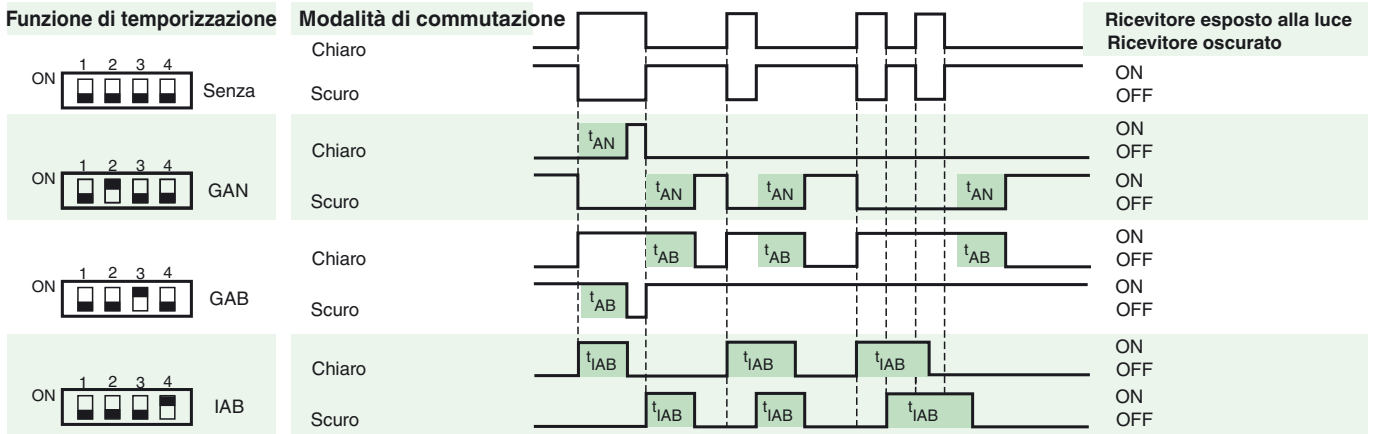 Funzione di temporizzazione
Modalità di commutazione
Ricevitore esposto alla luce
Ricevitore oscurato
Chiaro
ON 1 2 3 4
Senza
Scuro
ON
OFF
Chiaro
tAN
ON
OFF
ON 1 2 3 4
GAN
Scuro
tAN tAN tAN
ON
OFF
Chiaro
tAB tAB tAB
ON
OFF
ON 1 2 3 4
GAB
Scuro
tAB
ON
OFF
Chiaro
tIAB tIAB tIAB
ON
OFF
ON 1 2 3 4
IAB
Scuro
tIAB tIAB tIAB
ON
OFF